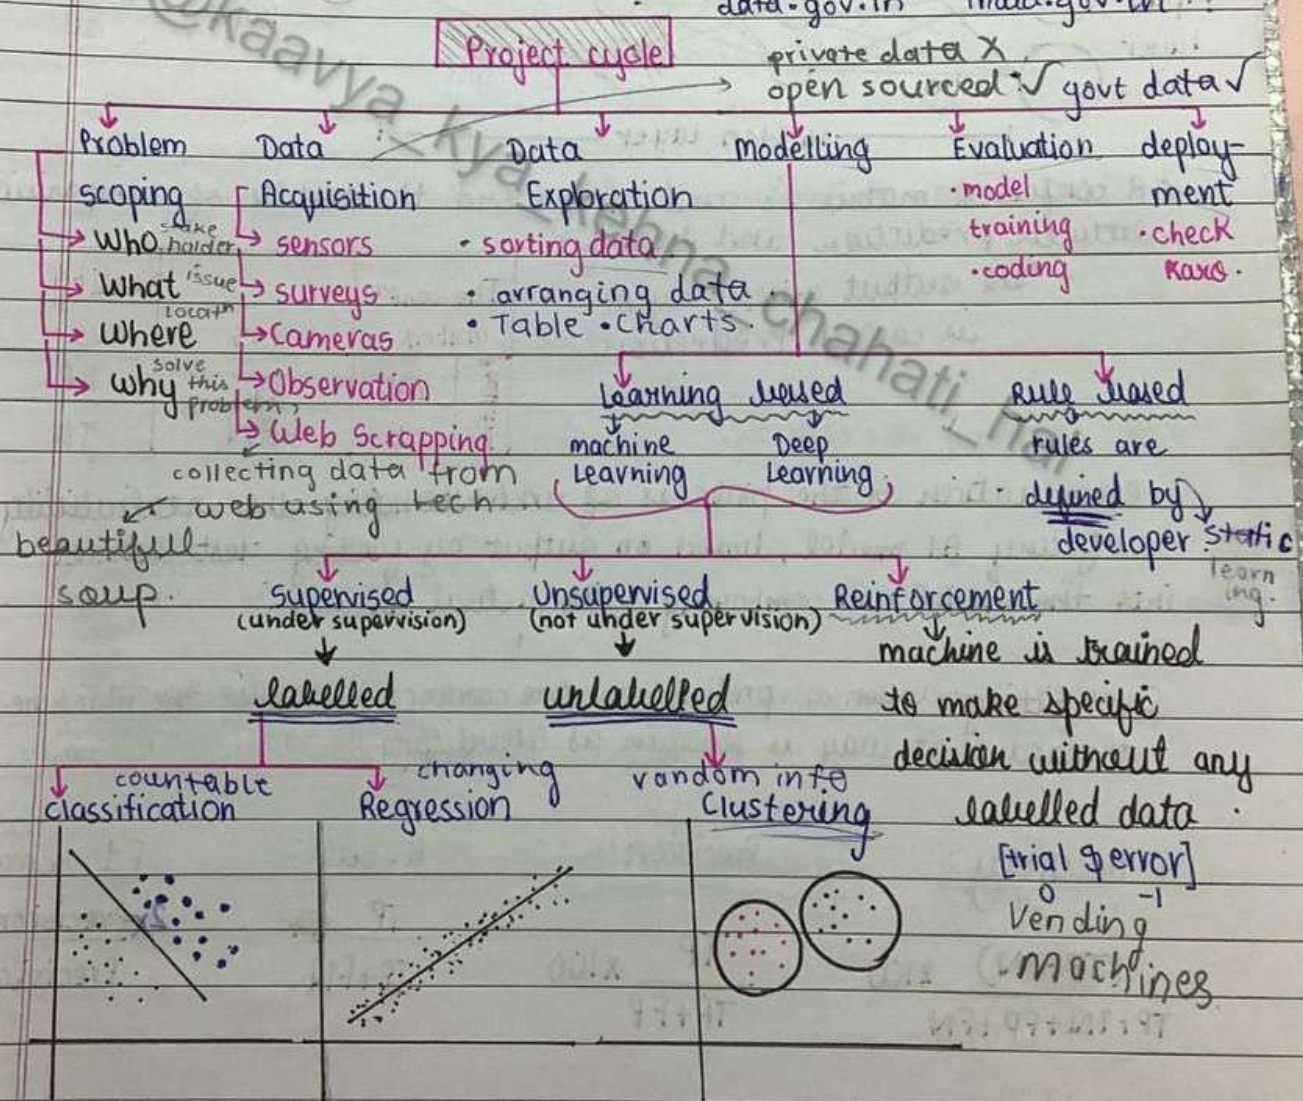 data.gov.in
Project cycle
private data X
open sourced ✓ govt data ✓
@kaavya_kya_kehna_chahati_hai
Problem scoping
Who stake holder
What issue
Where locatn
Why solve this problem,
Data Acquisition
sensors
surveys.
Cameras
Observation
Web Scrapping
collecting data from
web using tech
beautiful
soup.
Data
Exploration
• sorting data
• arranging data
• Table • Charts.
Modelling
Evaluation
• model
training
• coding
deploy-
ment
• check
karo.
Learning based
machine
Learning
Deep
Learning
Rule based
rules are
defined by
developer. static
learn
ing.
Supervised
(under supervision)
labelled
Unsupervised
(not under supervision)
unlabelled
Reinforcement
machine is trained
to make specific
decision without any
labelled data.
[trial & error]
0 -1
Vending
Machines
countable
classification
changing
Regression
random info
Clustering